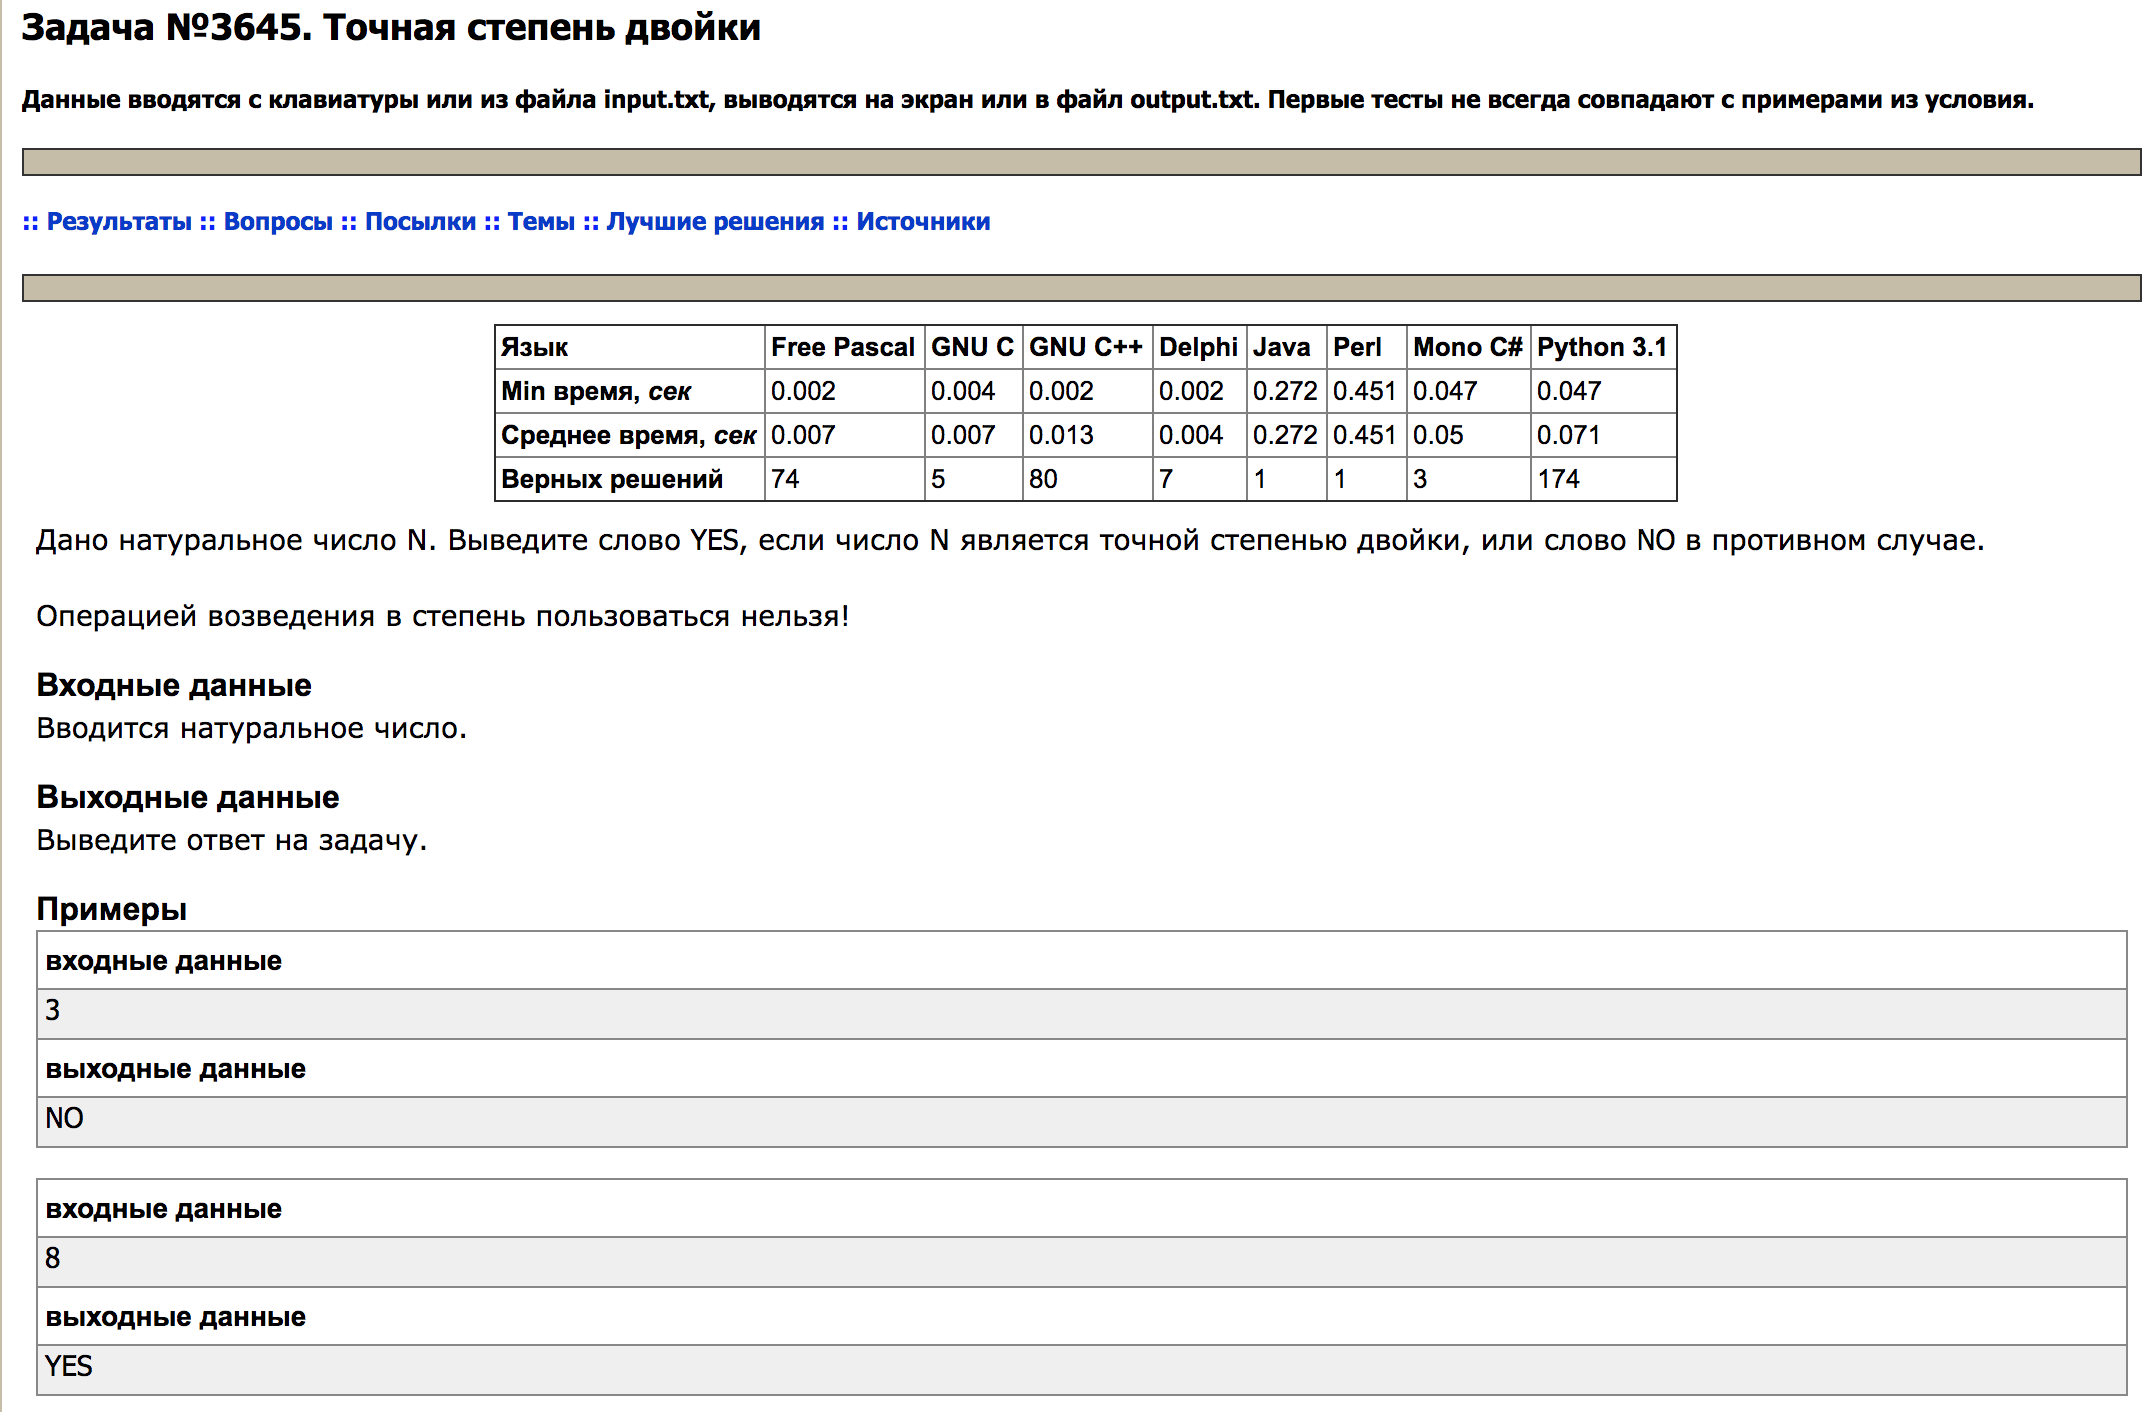 Задача №3645. Точная степень двойки
Данные вводятся с клавиатуры или из файла input.txt, выводятся на экран или в файл output.txt. Первые тесты не всегда совпадают с примерами из условия.
:: Результаты :: Вопросы :: Посылки :: Темы :: Лучшие решения :: Источники
Язык Free Pascal GNU C GNU C++ Delphi Java Perl Mono C# Python 3.1
Min время, сек 0.002 0.004 0.002 0.002 0.272 0.451 0.047 0.047
Среднее время, сек 0.007 0.007 0.013 0.004 0.272 0.451 0.05 0.071
Верных решений 74 5 80 7 1 1 3 174
Дано натуральное число N. Выведите слово YES, если число N является точной степенью двойки, или слово NO в противном случае.
Операцией возведения в степень пользоваться нельзя!
Входные данные
Вводится натуральное число.
Выходные данные
Выведите ответ на задачу.
Примеры
входные данные
3
выходные данные
NO
входные данные
8
выходные данные
YES